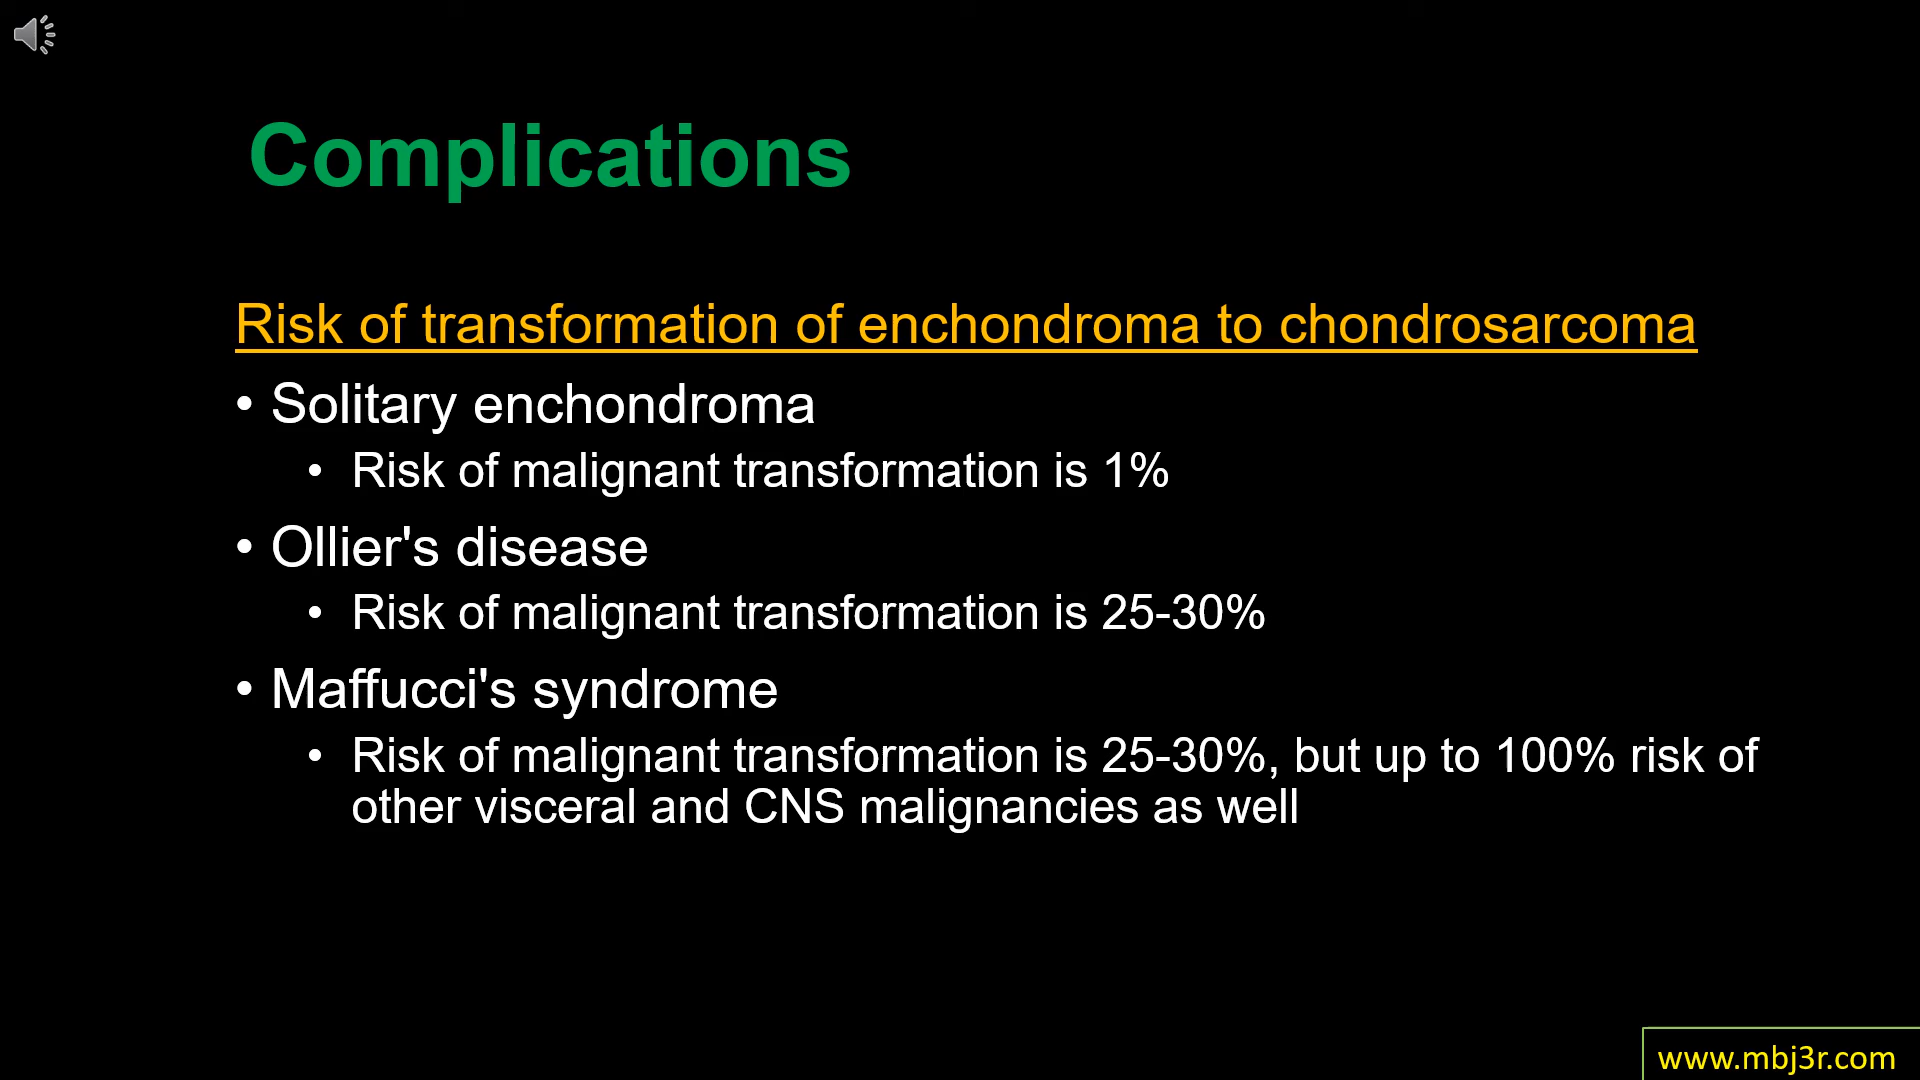 Complications
Risk of transformation of enchondroma to chondrosarcoma
• Solitary enchondroma
• Risk of malignant transformation is 1%
• Ollier's disease
• Risk of malignant transformation is 25-30%
• Maffucci's syndrome
• Risk of malignant transformation is 25-30%, but up to 100% risk of
other visceral and CNS malignancies as well
www.mbj3r.com